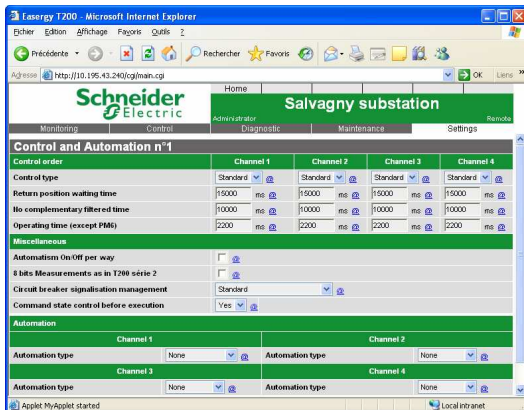 Easergy T200 - Microsoft Internet Explorer
Fichier Edition Affichage Favoris Outils ?
Précédente Rechercher Favoris
Adresse http://10.195.43.240/cgi/main.cgi OK Liens »
Schneider Electric
Home
Salvagny substation
Administrator Remote
Monitoring Control Diagnostic Maintenance Settings
Control and Automation n°1
Control order Channel 1 Channel 2 Channel 3 Channel 4
Control type Standard @ Standard @ Standard @ Standard @
Return position waiting time 15000 ms @ 15000 ms @ 15000 ms @ 15000 ms @
No complementary filtered time 10000 ms @ 10000 ms @ 10000 ms @ 10000 ms @
Operating time (except PM6) 2200 ms @ 2200 ms @ 2200 ms @ 2200 ms @
Miscellaneous
Automatism On/Off per way @
8 bits Measurements as in T200 série 2 @
Circuit breaker signalisation management Standard @
Command state control before execution Yes @
Automation
Channel 1 Channel 2
Automation type None @ Automation type None @
Channel 3 Channel 4
Automation type None @ Automation type None @
Applet MyApplet started Local intranet